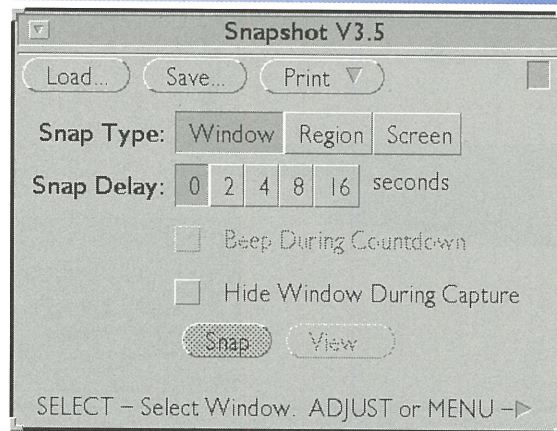 Snapshot V3.5
Load... Save... Print
Snap Type: Window Region Screen
Snap Delay: 0 2 4 8 16 seconds
Beep During Countdown
Hide Window During Capture
Snap View
SELECT – Select Window. ADJUST or MENU –